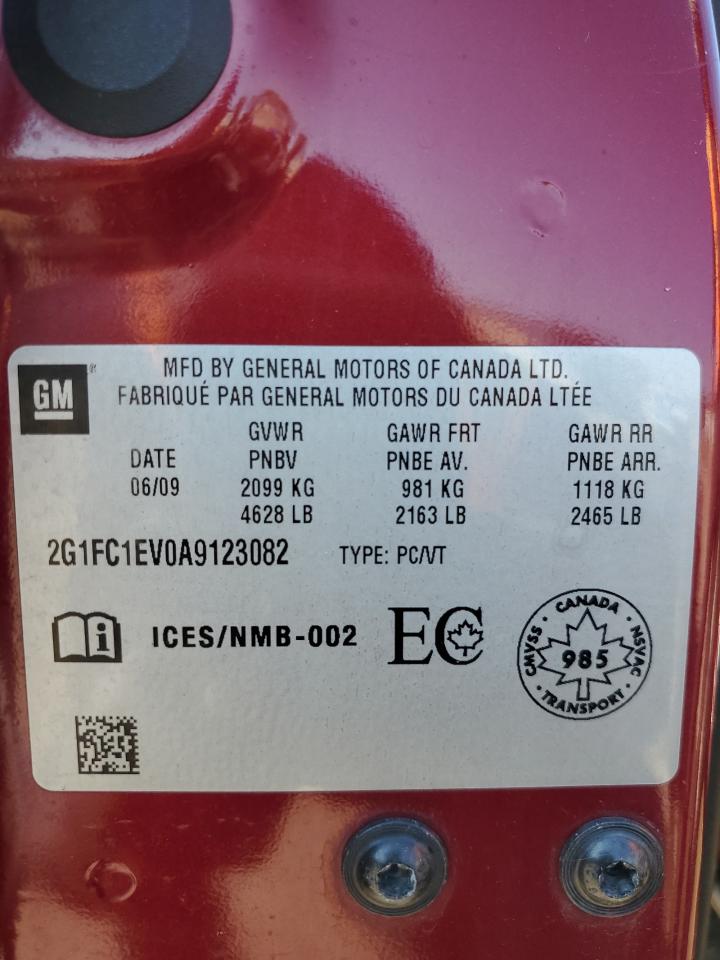 GM
MFD BY GENERAL MOTORS OF CANADA LTD.
FABRIQUÉ PAR GENERAL MOTORS DU CANADA LTÉE
GVWR GAWR FRT GAWR RR
DATE PNBV PNBE AV. PNBE ARR.
06/09 2099 KG 981 KG 1118 KG
4628 LB 2163 LB 2465 LB
2G1FC1EV0A9123082 TYPE: PC/VT
ICES/NMB-002 EC
CANADA
CMVSS 985 NSVAC
TRANSPORT